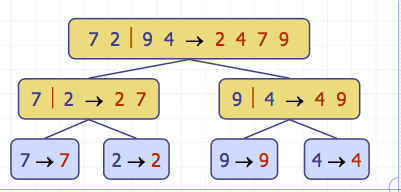 7 2 | 9 4 → 2 4 7 9
7 | 2 → 2 7
9 | 4 → 4 9
7 → 7
2 → 2
9 → 9
4 → 4